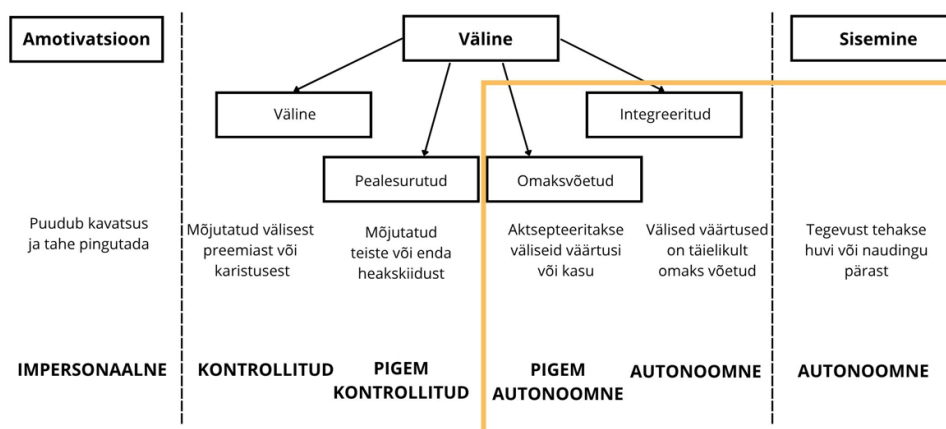 Amotivatsioon
Väline
Sisemine
Väline
Integreeritud
Pealesurutud
Omaksvõetud
Puudub kavatsus
ja tahe pingutada
Mõjutatud välisest
preemiast või
karistusest
Mõjutatud
teiste või enda
heakskiidust
Aktsepteeritakse
väliseid väärtusi
või kasu
Välised väärtused
on täielikult
omaks võetud
Tegevust tehakse
huvi või naudingu
pärast
IMPERSONAALNE
KONTROLLITUD
PIGEM
KONTROLLITUD
PIGEM
AUTONOOMNE
AUTONOOMNE
AUTONOOMNE